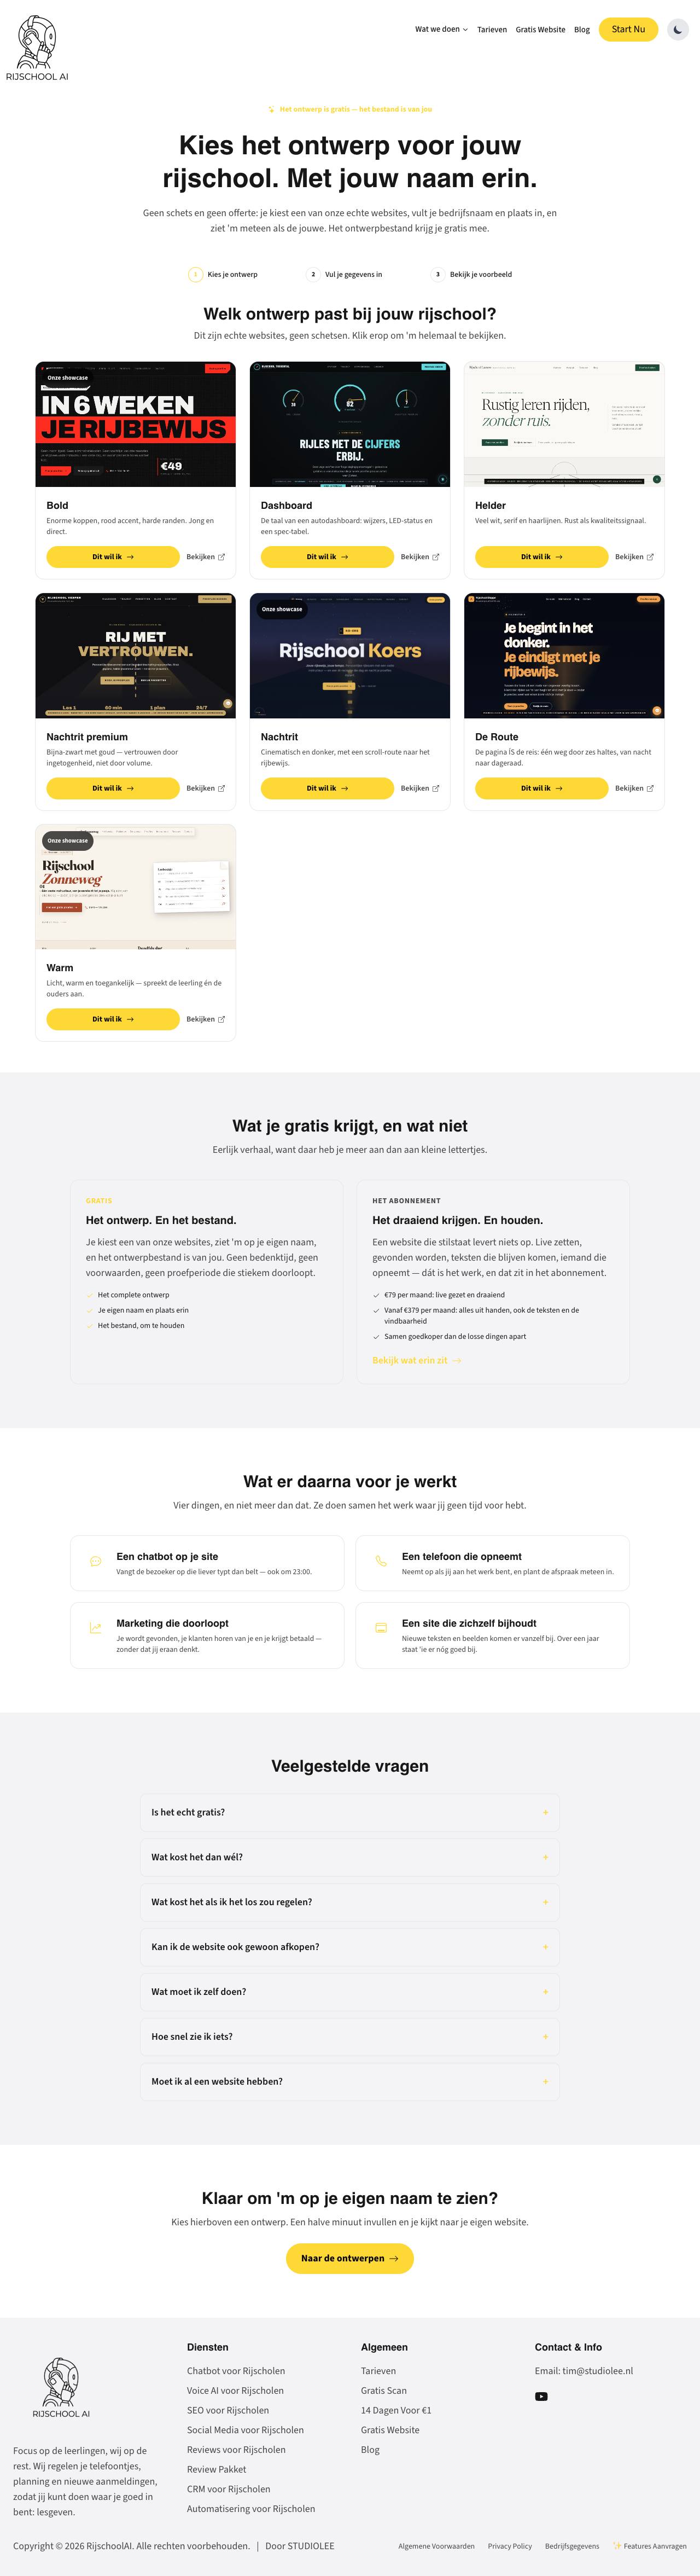 RIJSCHOOL AI
Wat we doen
Tarieven
Gratis Website
Blog
Start Nu
Het ontwerp is gratis — het bestand is van jou
Kies het ontwerp voor jouw
rijschool. Met jouw naam erin.
Geen schets en geen offerte: je kiest een van onze echte websites, vult je bedrijfsnaam en plaats in, en
ziet 'm meteen als de jouwe. Het ontwerpbestand krijg je gratis mee.
1 Kies je ontwerp
2 Vul je gegevens in
3 Bekijk je voorbeeld
Welk ontwerp past bij jouw rijschool?
Dit zijn echte websites, geen schetsen. Klik erop om 'm helemaal te bekijken.
Onze showcase
IN 6 WEKEN
JE RIJBEWIJS
€49
Bold
Enorme koppen, rood accent, harde randen. Jong en
direct.
Dit wil ik
Bekijken
RIJLES MET DE CIJFERS
ERBIJ.
Dashboard
De taal van een autodashboard: wijzers, LED-status en
een spec-tabel.
Dit wil ik
Bekijken
Rustig leren rijden,
zonder ruis.
Helder
Veel wit, serif en haarlijnen. Rust als kwaliteitssignaal.
Dit wil ik
Bekijken
RIJ MET
VERTROUWEN.
Nachtrit premium
Bijna-zwart met goud — vertrouwen door
ingetogenheid, niet door volume.
Dit wil ik
Bekijken
Onze showcase
Rijschool Koers
Nachtrit
Cinematisch en donker, met een scroll-route naar het
rijbewijs.
Dit wil ik
Bekijken
Je begint in het
donker.
Je eindigt met je
rijbewijs.
De Route
De pagina ÍS de reis: één weg door zes haltes, van nacht
naar dageraad.
Dit wil ik
Bekijken
Onze showcase
Rijschool
Zonneweg
Warm
Licht, warm en toegankelijk — spreekt de leerling én de
ouders aan.
Dit wil ik
Bekijken
Wat je gratis krijgt, en wat niet
Eerlijk verhaal, want daar heb je meer aan dan aan kleine lettertjes.
GRATIS
Het ontwerp. En het bestand.
Je kiest een van onze websites, ziet 'm op je eigen naam,
en het ontwerpbestand is van jou. Geen bedenktijd, geen
voorwaarden, geen proefperiode die stiekem doorloopt.
Het complete ontwerp
Je eigen naam en plaats erin
Het bestand, om te houden
HET ABONNEMENT
Het draaiend krijgen. En houden.
Een website die stilstaat levert niets op. Live zetten,
gevonden worden, teksten die blijven komen, iemand die
opneemt — dát is het werk, en dat zit in het abonnement.
€79 per maand: live gezet en draaiend
Vanaf €379 per maand: alles uit handen, ook de teksten en de
vindbaarheid
Samen goedkoper dan de losse dingen apart
Bekijk wat erin zit
Wat er daarna voor je werkt
Vier dingen, en niet meer dan dat. Ze doen samen het werk waar jij geen tijd voor hebt.
Een chatbot op je site
Vangt de bezoeker op die liever typt dan belt — ook om 23:00.
Een telefoon die opneemt
Neemt op als jij aan het werk bent, en plant de afspraak meteen in.
Marketing die doorloopt
Je wordt gevonden, je klanten horen van je en je krijgt betaald —
zonder dat jij eraan denkt.
Een site die zichzelf bijhoudt
Nieuwe teksten en beelden komen er vanzelf bij. Over een jaar
staat 'ie er nóg goed bij.
Veelgestelde vragen
Is het echt gratis?
Wat kost het dan wél?
Wat kost het als ik het los zou regelen?
Kan ik de website ook gewoon afkopen?
Wat moet ik zelf doen?
Hoe snel zie ik iets?
Moet ik al een website hebben?
Klaar om 'm op je eigen naam te zien?
Kies hierboven een ontwerp. Een halve minuut invullen en je kijkt naar je eigen website.
Naar de ontwerpen
RIJSCHOOL AI
Focus op de leerlingen, wij op de
rest. Wij regelen je telefoontjes,
planning en nieuwe aanmeldingen,
zodat jij kunt doen waar je goed in
bent: lesgeven.
Diensten
Chatbot voor Rijscholen
Voice AI voor Rijscholen
SEO voor Rijscholen
Social Media voor Rijscholen
Reviews voor Rijscholen
Review Pakket
CRM voor Rijscholen
Automatisering voor Rijscholen
Algemeen
Tarieven
Gratis Scan
14 Dagen Voor €1
Gratis Website
Blog
Contact & Info
Email: tim@studiolee.nl
Copyright © 2026 RijschoolAI. Alle rechten voorbehouden. | Door STUDIOLEE
Algemene Voorwaarden
Privacy Policy
Bedrijfsgegevens
✨ Features Aanvragen